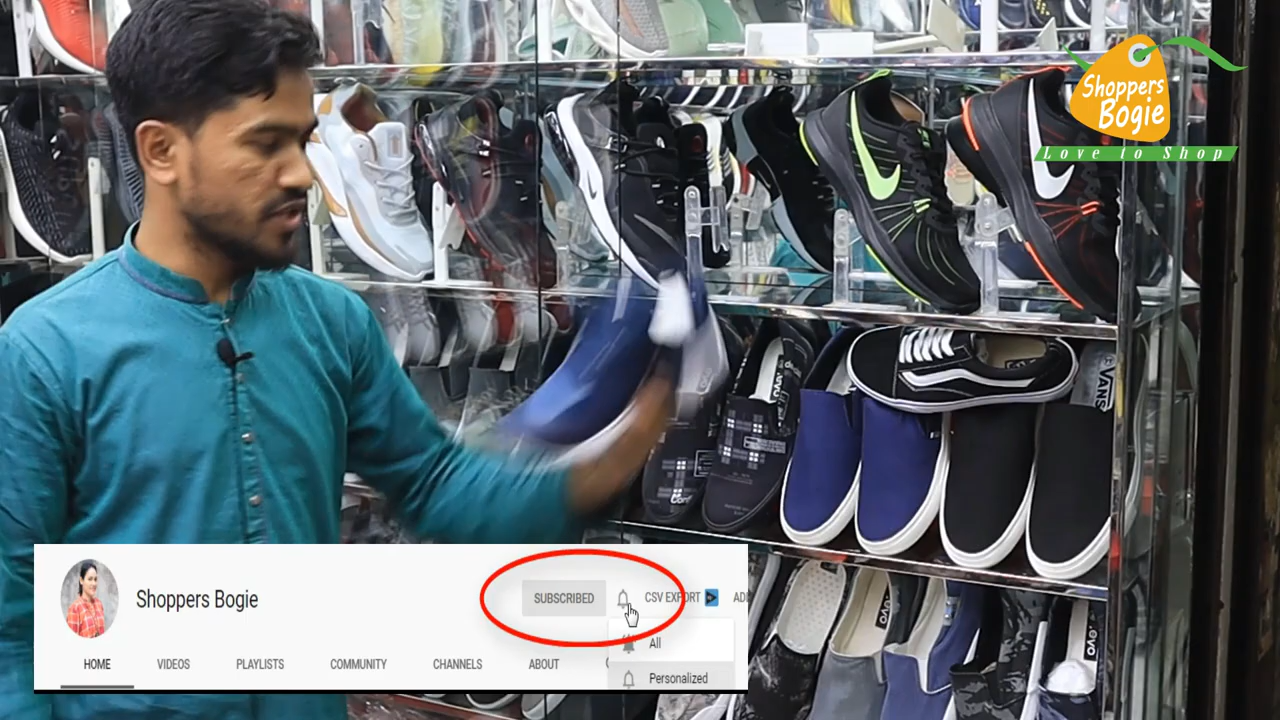 Shoppers
Bogie
Love to Shop
VANS
Shoppers Bogie
SUBSCRIBED
CSV EXPORT
All
Personalized
HOME
VIDEOS
PLAYLISTS
COMMUNITY
CHANNELS
ABOUT